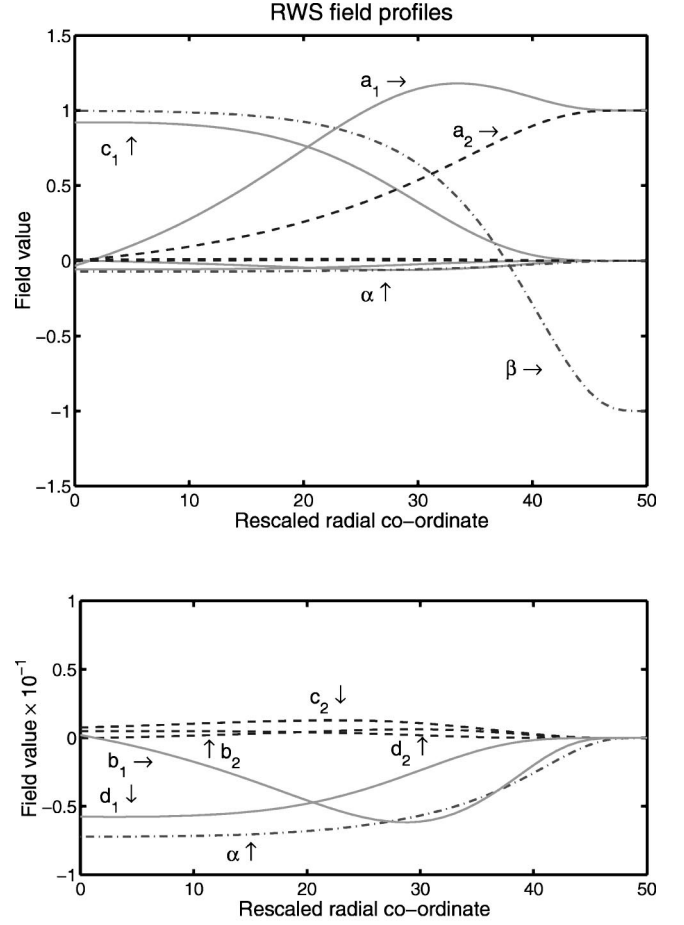 RWS field profiles
1.5
a₁ →
1
a₂ →
c₁ ↑
0.5
Field value
0
α ↑
−0.5
β →
−1
−1.5
0 10 20 30 40 50
Rescaled radial co−ordinate
1
0.5
c₂ ↓
Field value × 10⁻¹
0
↑ b₂
d₂ ↑
b₁ →
d₁ ↓
−0.5
α ↑
−1
0 10 20 30 40 50
Rescaled radial co−ordinate